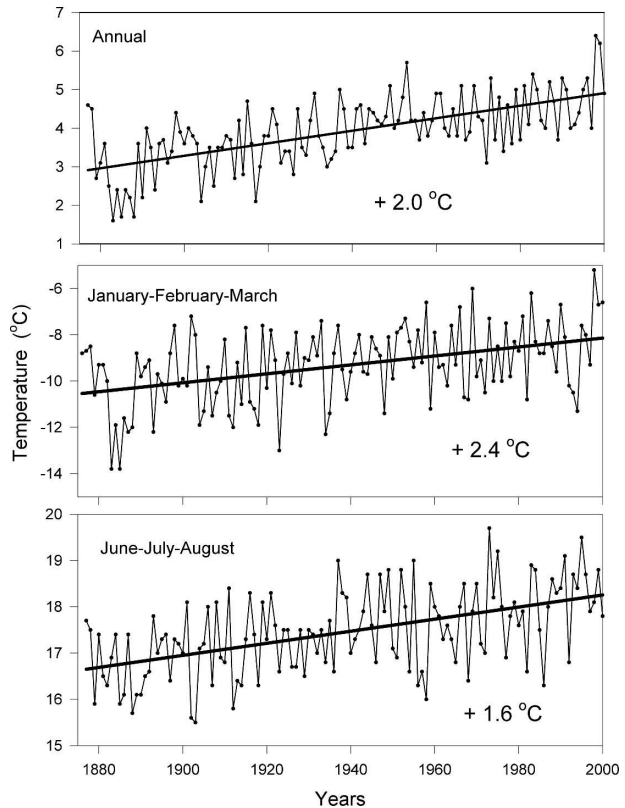 7
Annual
6
5
4
3
2
+ 2.0 °C
1
-6
January-February-March
-8
-10
-12
+ 2.4 °C
-14
Temperature (°C)
20
June-July-August
19
18
17
16
+ 1.6 °C
15
1880 1900 1920 1940 1960 1980 2000
Years